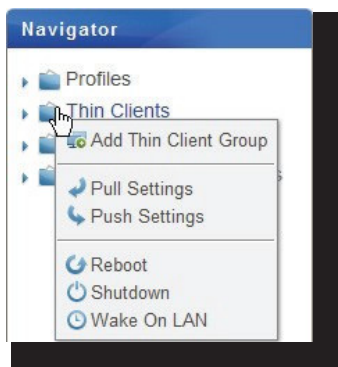 Navigator
Profiles
Thin Clients
Add Thin Client Group
Pull Settings
Push Settings
Reboot
Shutdown
Wake On LAN